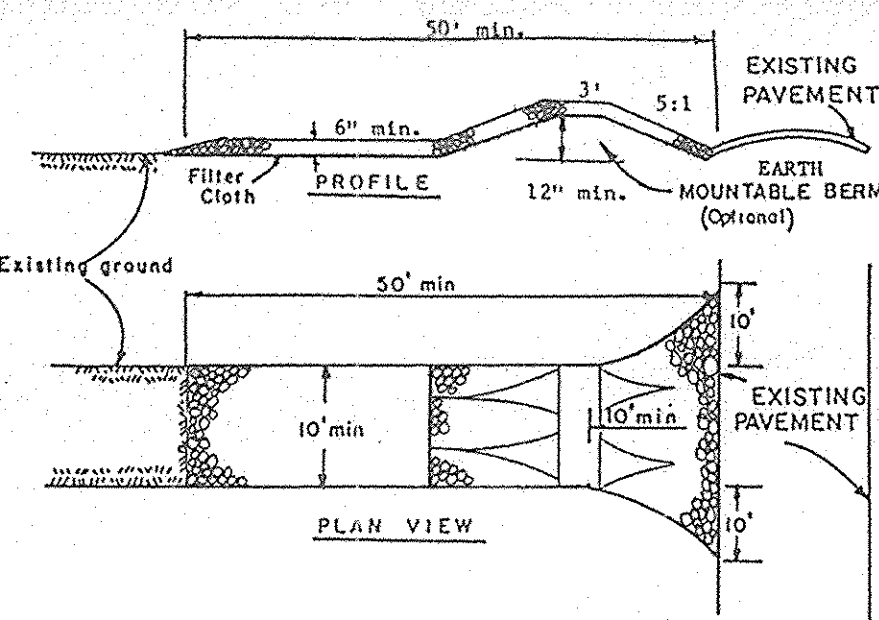 50' min.
EXISTING
PAVEMENT
3'
5:1
6" min.
Filter
Cloth
PROFILE
12" min.
EARTH
MOUNTABLE BERM
(Optional)
Existing ground
50' min
10'
10' min
10' min
EXISTING
PAVEMENT
10'
PLAN VIEW